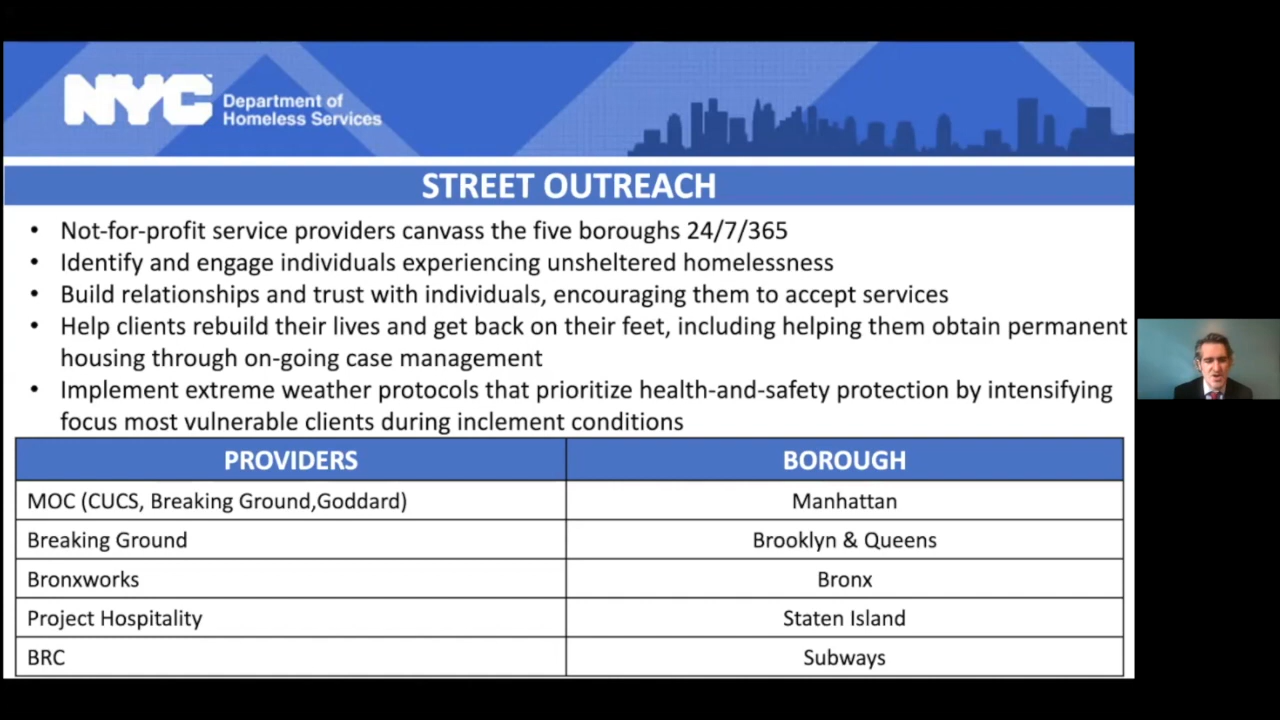 NYC Department of
Homeless Services
STREET OUTREACH
• Not-for-profit service providers canvass the five boroughs 24/7/365
• Identify and engage individuals experiencing unsheltered homelessness
• Build relationships and trust with individuals, encouraging them to accept services
• Help clients rebuild their lives and get back on their feet, including helping them obtain permanent
housing through on-going case management
• Implement extreme weather protocols that prioritize health-and-safety protection by intensifying
focus most vulnerable clients during inclement conditions
PROVIDERS BOROUGH
MOC (CUCS, Breaking Ground,Goddard) Manhattan
Breaking Ground Brooklyn & Queens
Bronxworks Bronx
Project Hospitality Staten Island
BRC Subways